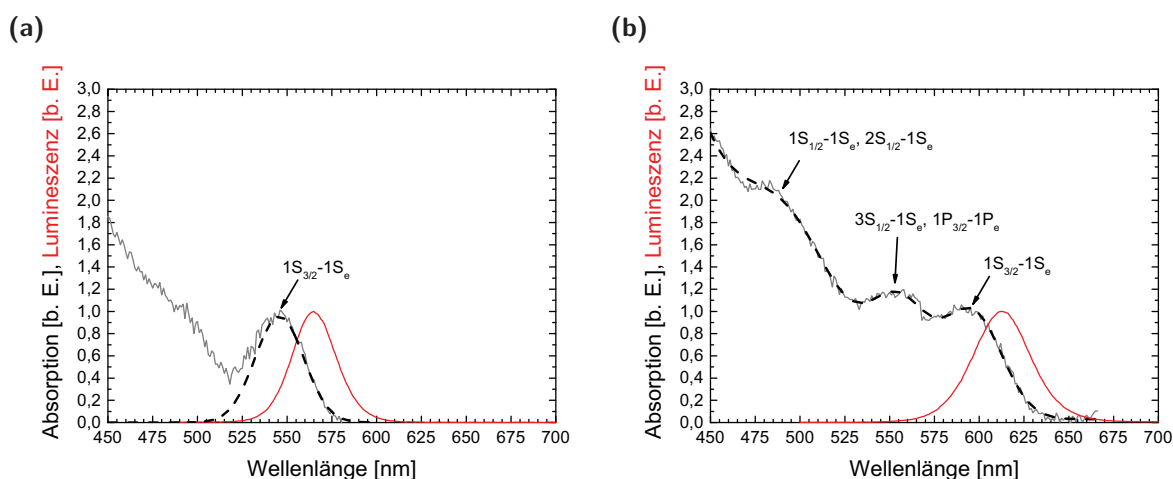 (a)
(b)
Absorption [b. E.], Lumineszenz [b. E.]
3,0
2,8
2,6
2,4
2,2
2,0
1,8
1,6
1,4
1,2
1,0
0,8
0,6
0,4
0,2
0,0
1S3/2-1Se
450 475 500 525 550 575 600 625 650 675 700
Wellenlänge [nm]
Absorption [b. E.], Lumineszenz [b. E.]
3,0
2,8
2,6
2,4
2,2
2,0
1,8
1,6
1,4
1,2
1,0
0,8
0,6
0,4
0,2
0,0
1S1/2-1Se, 2S1/2-1Se
3S1/2-1Se, 1P3/2-1Pe
1S3/2-1Se
450 475 500 525 550 575 600 625 650 675 700
Wellenlänge [nm]